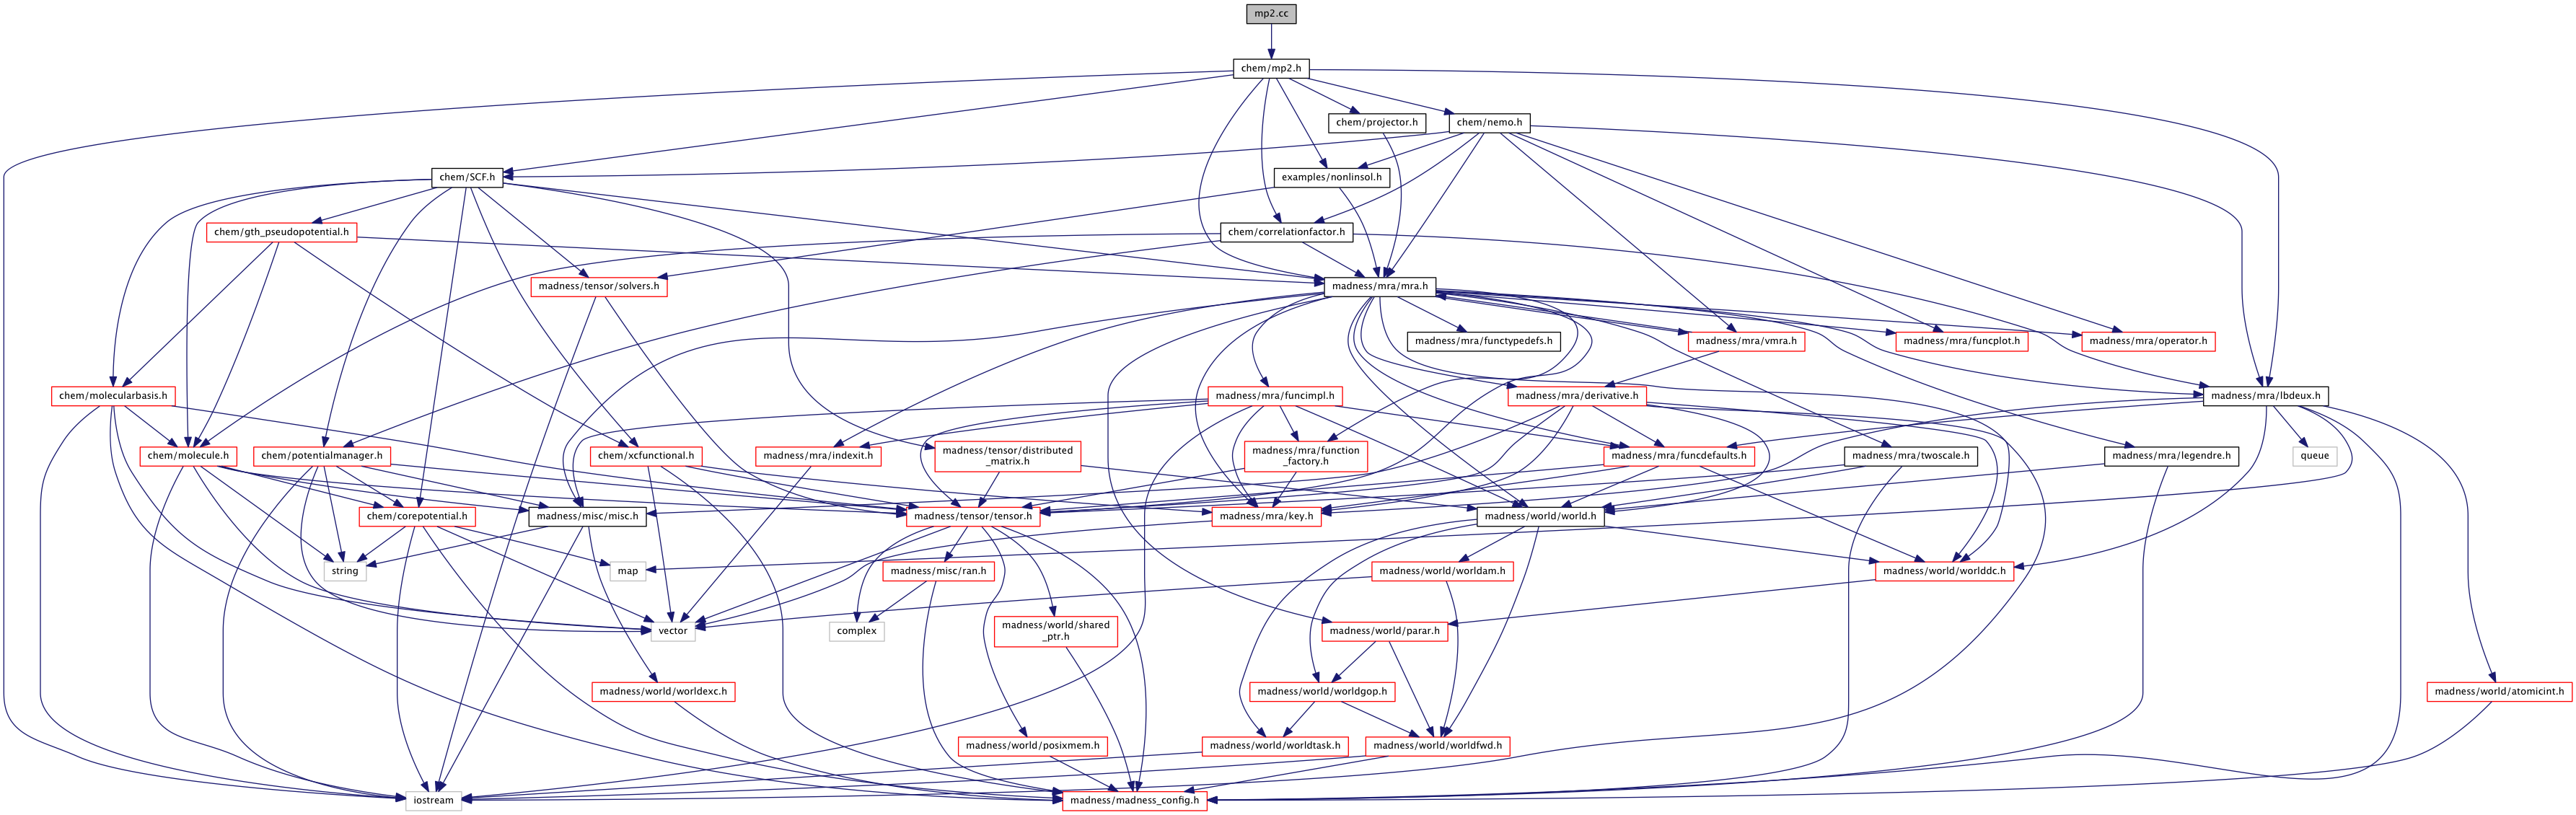 mp2.cc
chem/mp2.h
chem/projector.h
chem/nemo.h
chem/SCF.h
examples/nonlinsol.h
chem/gth_pseudopotential.h
chem/correlationfactor.h
madness/tensor/solvers.h
madness/mra/mra.h
madness/mra/functypedefs.h
madness/mra/vmra.h
madness/mra/funcplot.h
madness/mra/operator.h
chem/molecularbasis.h
madness/mra/funcimpl.h
madness/mra/derivative.h
madness/mra/lbdeux.h
chem/molecule.h
chem/potentialmanager.h
chem/xcfunctional.h
madness/mra/indexit.h
madness/tensor/distributed
_matrix.h
madness/mra/function
_factory.h
madness/mra/funcdefaults.h
madness/mra/twoscale.h
madness/mra/legendre.h
queue
chem/corepotential.h
madness/misc/misc.h
madness/tensor/tensor.h
madness/mra/key.h
madness/world/world.h
string
map
madness/misc/ran.h
madness/world/worldam.h
madness/world/worlddc.h
vector
complex
madness/world/shared
_ptr.h
madness/world/parar.h
madness/world/worldexc.h
madness/world/worldgop.h
madness/world/atomicint.h
madness/world/posixmem.h
madness/world/worldtask.h
madness/world/worldfwd.h
iostream
madness/madness_config.h